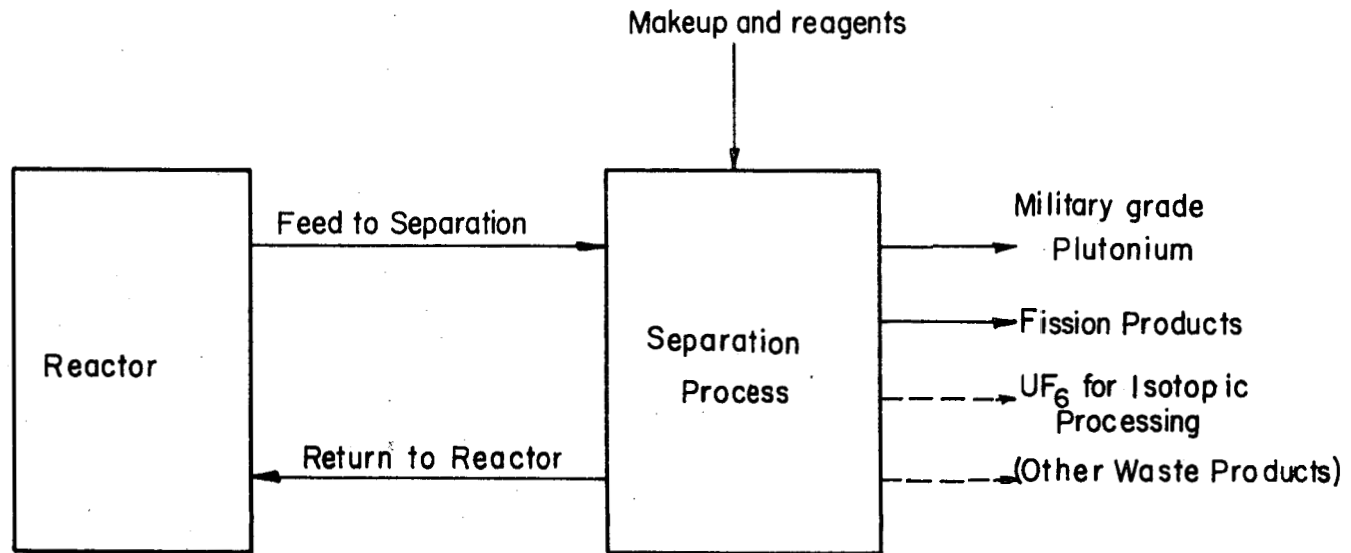 Makeup and reagents
Feed to Separation
Reactor
Return to Reactor
Separation
Process
Military grade
Plutonium
Fission Products
UF6 for Isotopic
Processing
(Other Waste Products)